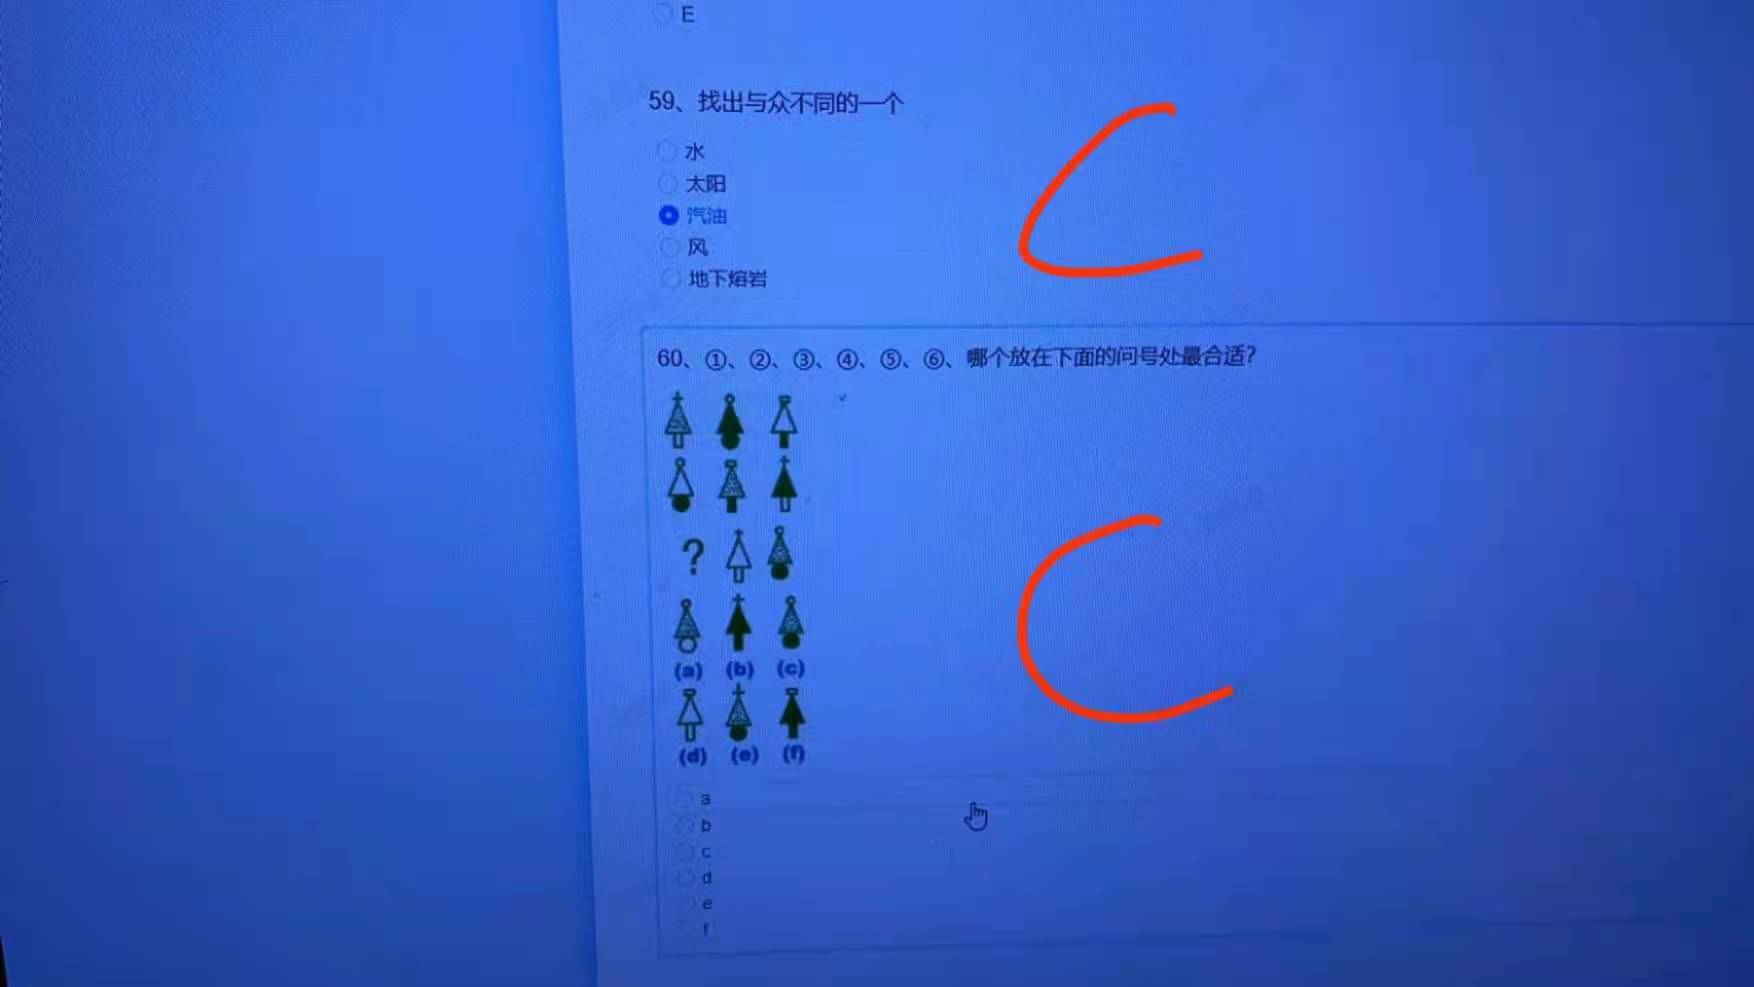 E
59、找出与众不同的一个
水
太阳
汽油
风
地下熔岩
60、①、②、③、④、⑤、⑥、哪个放在下面的问号处最合适?
?
(a) (b) (c)
(d) (e) (f)
a
b
c
d
e
f
C
C